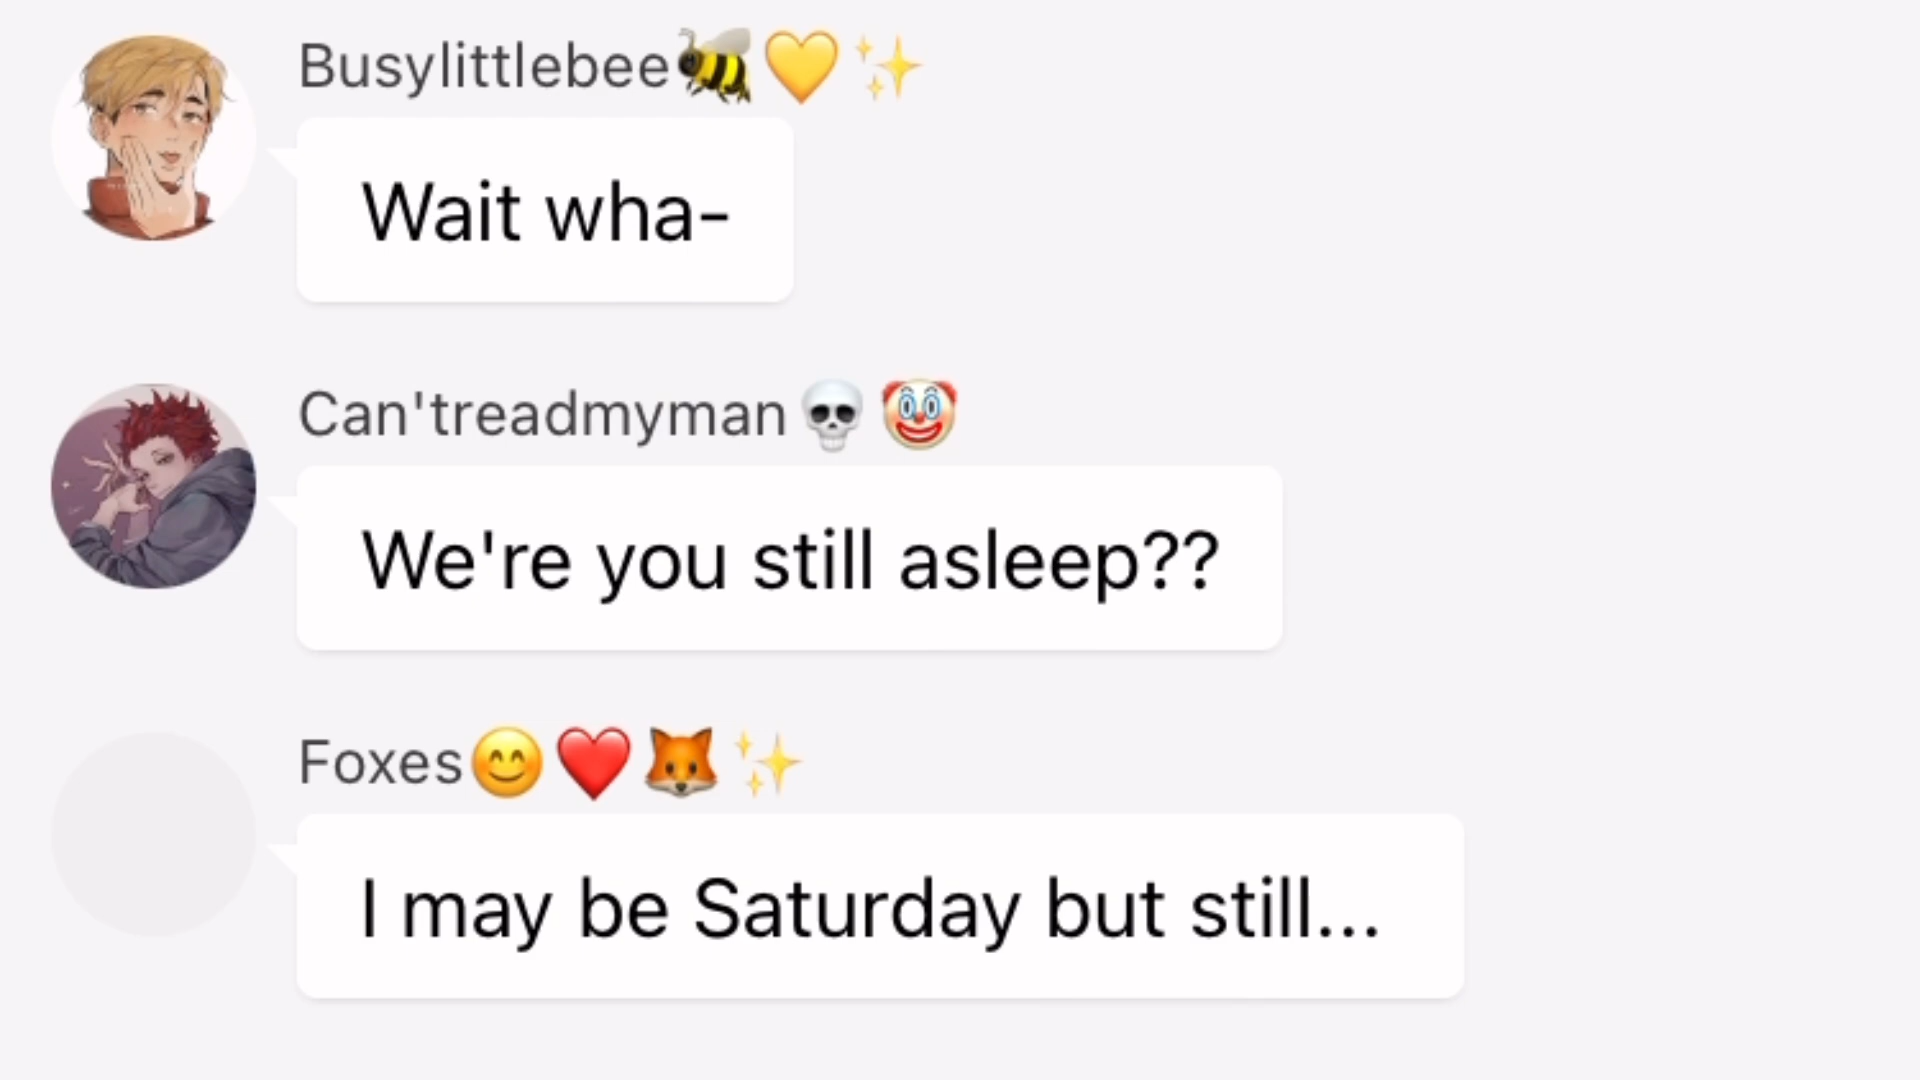 Busylittlebee🐝💛✨
Wait wha-
Can'treadmyman💀🤡
We're you still asleep??
Foxes😊❤️🦊✨
I may be Saturday but still...